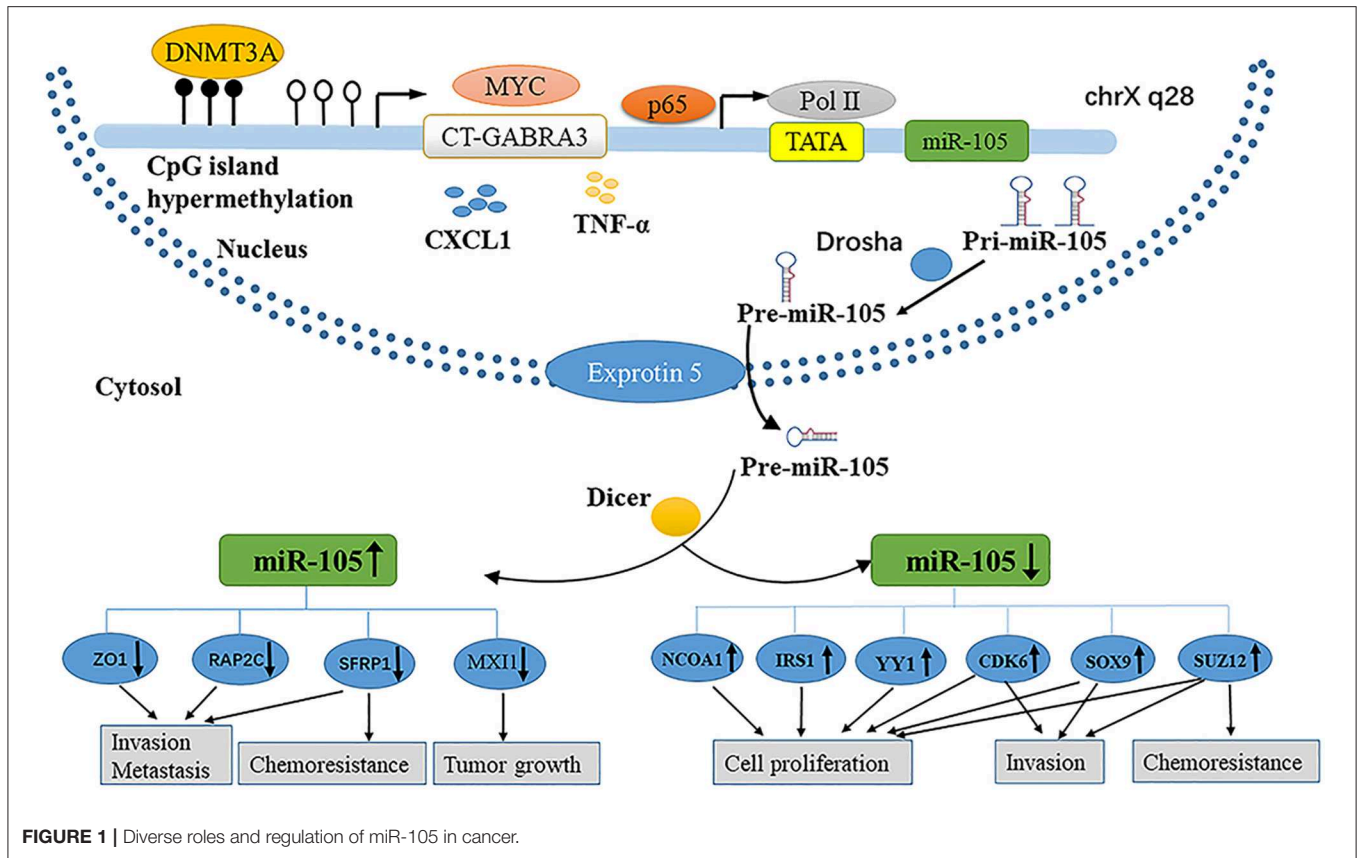 DNMT3A
MYC
p65
Pol II
chrX q28
CT-GABRA3
TATA
miR-105
CpG island
hypermethylation
CXCL1
TNF-α
Nucleus
Drosha
Pri-miR-105
Pre-miR-105
Exprotin 5
Cytosol
Pre-miR-105
Dicer
miR-105↑
miR-105↓
ZO1↓
RAP2C↓
SFRP1↓
MXI1↓
NCOA1↑
IRS1↑
YY1↑
CDK6↑
SOX9↑
SUZ12↑
Invasion
Metastasis
Chemoresistance
Tumor growth
Cell proliferation
Invasion
Chemoresistance
FIGURE 1 | Diverse roles and regulation of miR-105 in cancer.